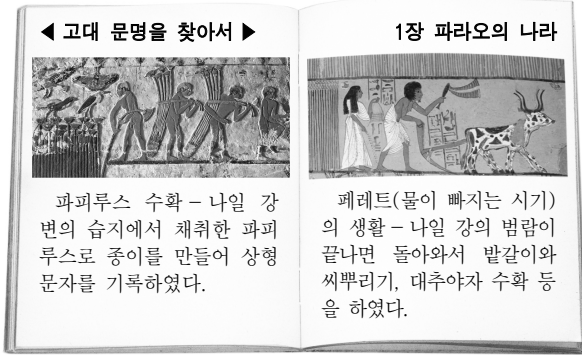 ◀ 고대 문명을 찾아서 ▶
파피루스 수확 – 나일 강
변의 습지에서 채취한 파피
루스로 종이를 만들어 상형
문자를 기록하였다.
1장 파라오의 나라
페레트(물이 빠지는 시기)
의 생활 – 나일 강의 범람이
끝나면 돌아와서 밭갈이와
씨뿌리기, 대추야자 수확 등
을 하였다.